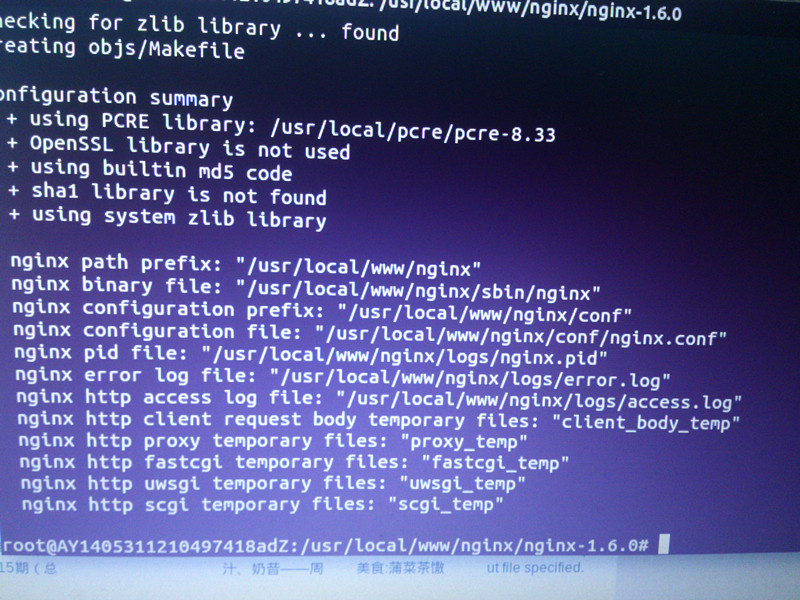 /usr/local/www/nginx/nginx-1.6.0
ecking for zlib library ... found
reating objs/Makefile
onfiguration summary
+ using PCRE library: /usr/local/pcre/pcre-8.33
+ OpenSSL library is not used
+ using builtin md5 code
+ sha1 library is not found
+ using system zlib library
nginx path prefix: "/usr/local/www/nginx"
nginx binary file: "/usr/local/www/nginx/sbin/nginx"
nginx configuration prefix: "/usr/local/www/nginx/conf"
nginx configuration file: "/usr/local/www/nginx/conf/nginx.conf"
nginx pid file: "/usr/local/www/nginx/logs/nginx.pid"
nginx error log file: "/usr/local/www/nginx/logs/error.log"
nginx http access log file: "/usr/local/www/nginx/logs/access.log"
nginx http client request body temporary files: "client_body_temp"
nginx http proxy temporary files: "proxy_temp"
nginx http fastcgi temporary files: "fastcgi_temp"
nginx http uwsgi temporary files: "uwsgi_temp"
nginx http scgi temporary files: "scgi_temp"
root@AY1405311210497418adZ:/usr/local/www/nginx/nginx-1.6.0#
15期（总 汁、奶昔——周 美食:蒲菜茶馓 ut file specified.